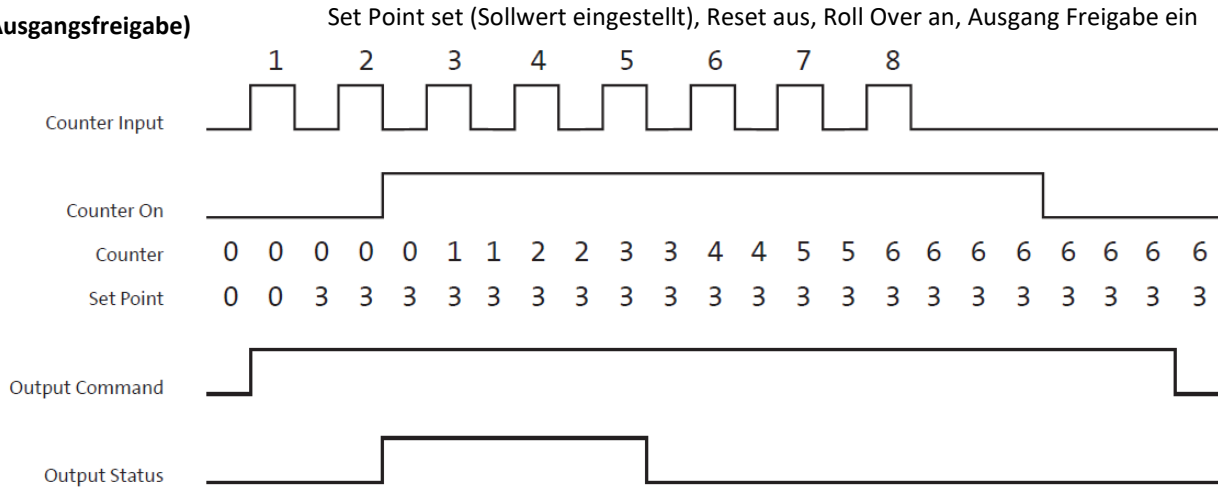 Set Point set (Sollwert eingestellt), Reset aus, Roll Over an, Ausgang Freigabe ein
usgangsfreigabe)
1 2 3 4 5 6 7 8
Counter Input
Counter On
Counter 0 0 0 0 0 1 1 2 2 3 3 4 4 5 5 6 6 6 6 6 6 6 6
Set Point 0 0 3 3 3 3 3 3 3 3 3 3 3 3 3 3 3 3 3 3 3 3 3
Output Command
Output Status